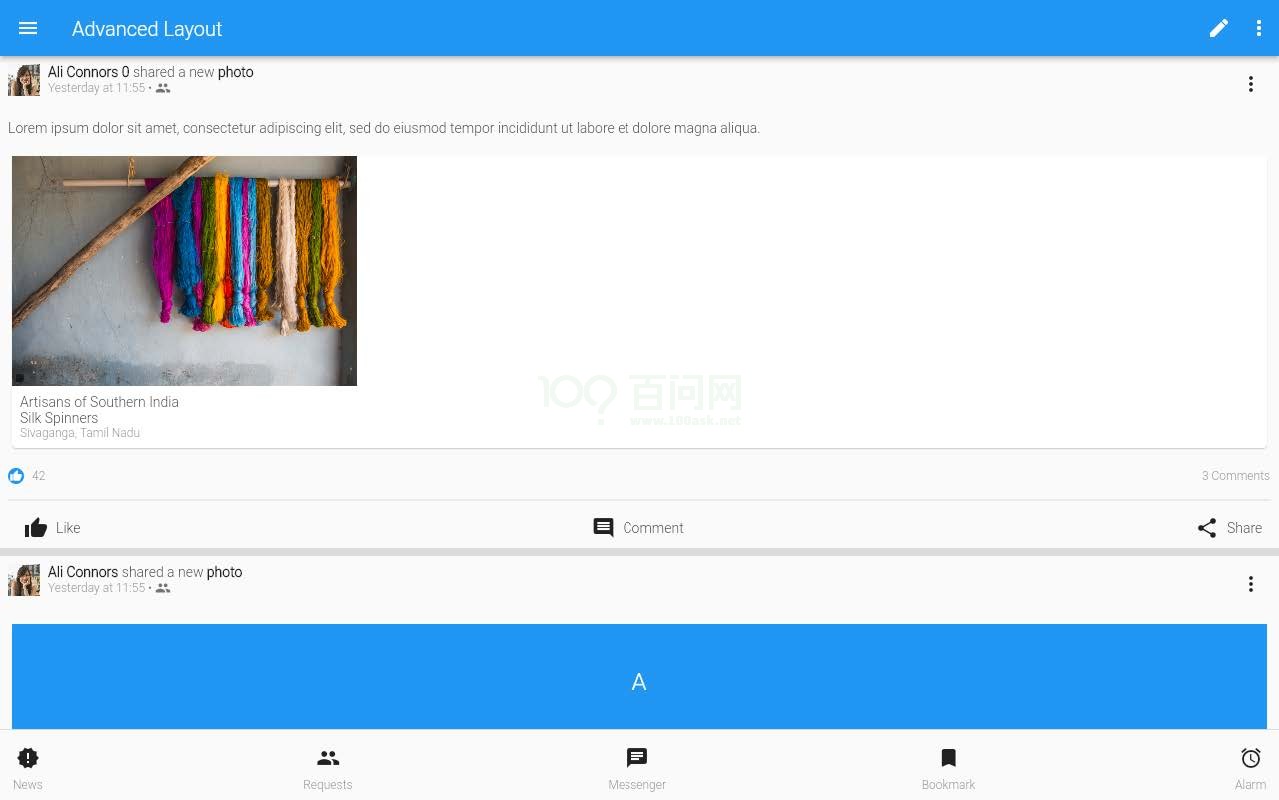 Advanced Layout
Ali Connors 0 shared a new photo
Yesterday at 11:55 •
Lorem ipsum dolor sit amet, consectetur adipiscing elit, sed do eiusmod tempor incididunt ut labore et dolore magna aliqua.
100? 百问网
www.100ask.net
Artisans of Southern India
Silk Spinners
Sivaganga, Tamil Nadu
42
3 Comments
Like
Comment
Share
Ali Connors shared a new photo
Yesterday at 11:55 •
A
News
Requests
Messenger
Bookmark
Alarm